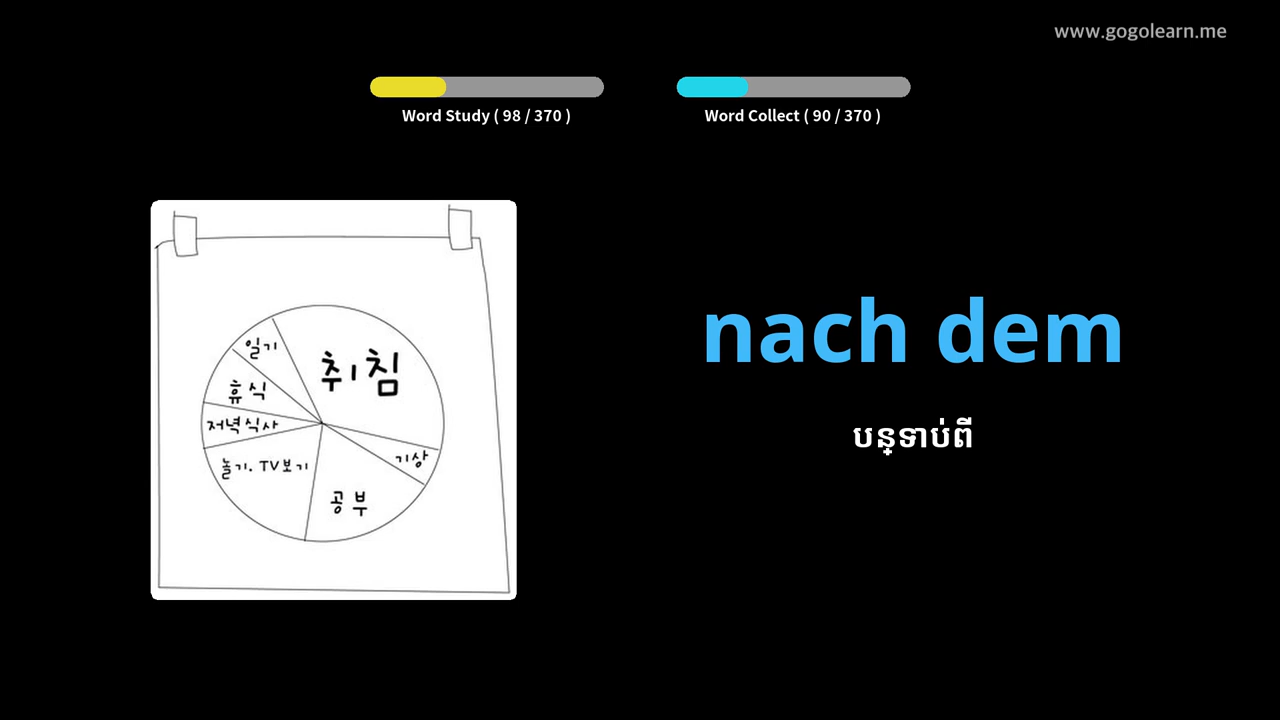 www.gogolearn.me
Word Study ( 98 / 370 )
Word Collect ( 90 / 370 )
일기
취침
휴식
저녁식사
놀기. TV보기
기상
공부
nach dem
បន្ទាប់ពី